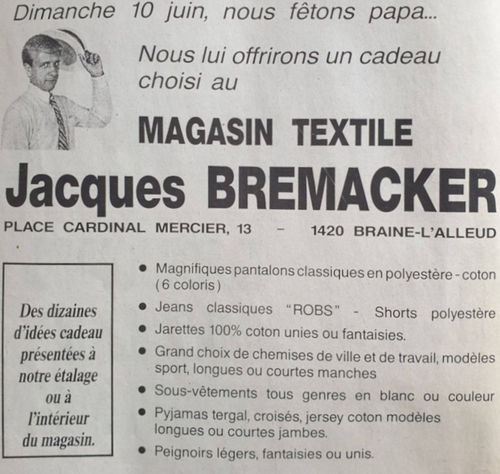 Dimanche 10 juin, nous fêtons papa...
Nous lui offrirons un cadeau
choisi au
MAGASIN TEXTILE
Jacques BREMACKER
PLACE CARDINAL MERCIER, 13 – 1420 BRAINE-L'ALLEUD
Des dizaines
d'idées cadeau
présentées à
notre étalage
ou à
l'intérieur
du magasin.
• Magnifiques pantalons classiques en polyestère - coton
(6 coloris)
• Jeans classiques "ROBS" - Shorts polyestère
• Jarettes 100% coton unies ou fantaisies.
• Grand choix de chemises de ville et de travail, modèles
sport, longues ou courtes manches
• Sous-vêtements tous genres en blanc ou couleur
• Pyjamas tergal, croisés, jersey coton modèles
longues ou courtes jambes.
• Peignoirs légers, fantaisies ou unis.